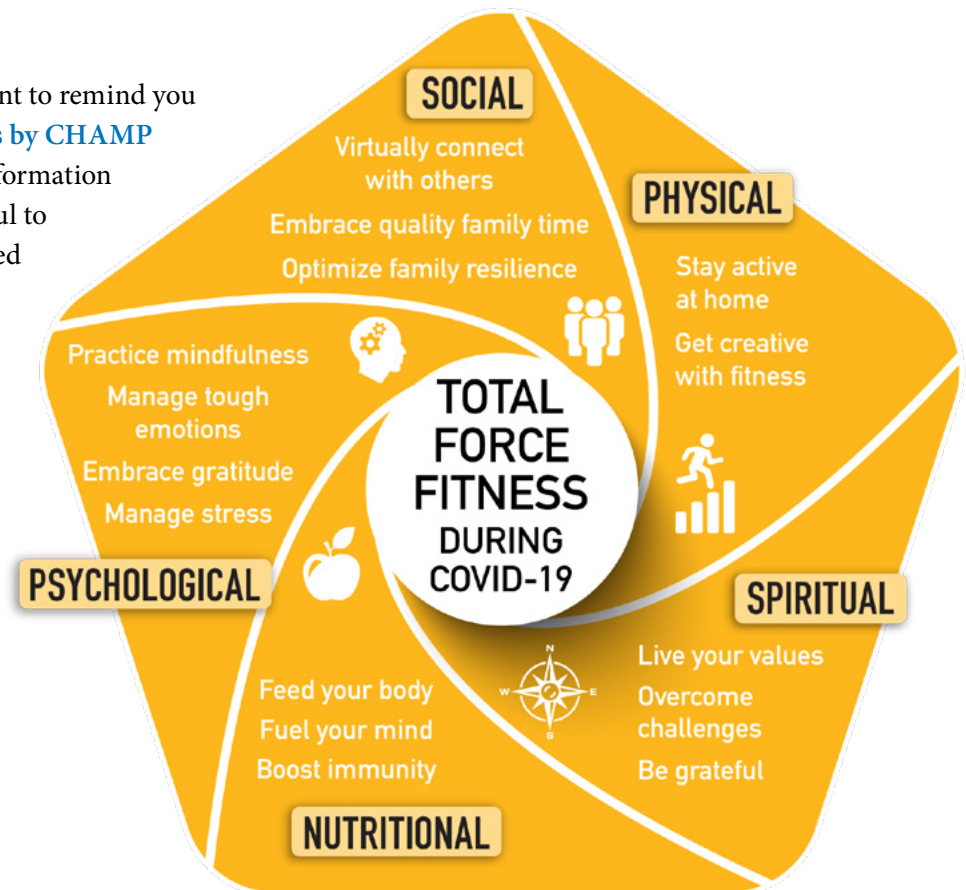 nt to remind you
s by CHAMP
formation
ul to
ed
SOCIAL
Virtually connect
with others
Embrace quality family time
Optimize family resilience
PHYSICAL
Stay active
at home
Get creative
with fitness
Practice mindfulness
Manage tough
emotions
Embrace gratitude
Manage stress
PSYCHOLOGICAL
TOTAL
FORCE
FITNESS
DURING
COVID-19
SPIRITUAL
Live your values
Overcome
challenges
Be grateful
N
W
E
S
Feed your body
Fuel your mind
Boost immunity
NUTRITIONAL